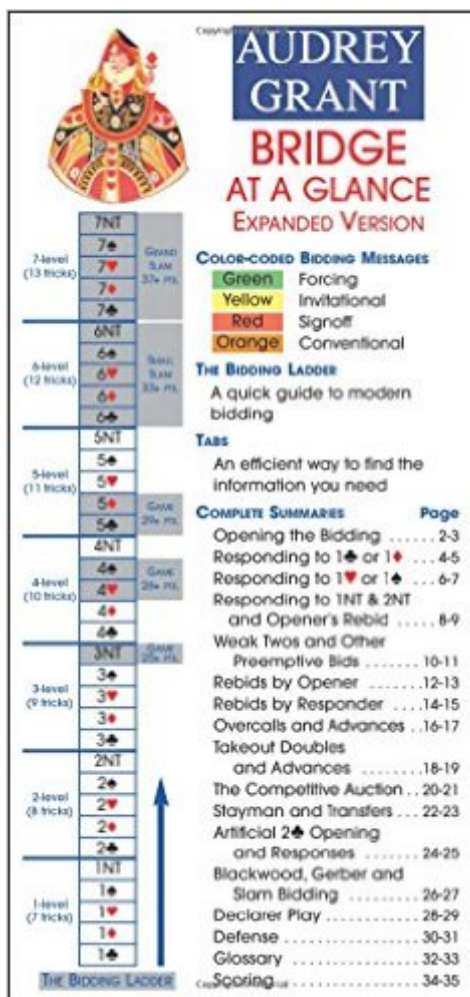 AUDREY
GRANT
BRIDGE
AT A GLANCE
EXPANDED VERSION
COLOR-CODED BIDDING MESSAGES
Green Forcing
Yellow Invitational
Red Signoff
Orange Conventional
THE BIDDING LADDER
A quick guide to modern
bidding
TABS
An efficient way to find the
information you need
COMPLETE SUMMARIES Page
Opening the Bidding ...... 2-3
Responding to 1♣ or 1♦ .. 4-5
Responding to 1♥ or 1♠ ... 6-7
Responding to 1NT & 2NT
and Opener's Rebid ..... 8-9
Weak Twos and Other
Preemptive Bids ....... 10-11
Rebids by Opener ....... 12-13
Rebids by Responder .... 14-15
Overcalls and Advances .. 16-17
Takeout Doubles
and Advances ........ 18-19
The Competitive Auction .. 20-21
Stayman and Transfers ... 22-23
Artificial 2♣ Opening
and Responses ........ 24-25
Blackwood, Gerber and
Slam Bidding .......... 26-27
Declarer Play ............ 28-29
Defense ................. 30-31
Glossary ................ 32-33
Scoring ................. 34-35
7-level
(13 tricks)
7NT
7♠
7♥
7♦
7♣
GRAND
SLAM
37+ PTS.
6-level
(12 tricks)
6NT
6♠
6♥
6♦
6♣
SMALL
SLAM
33+ PTS.
5-level
(11 tricks)
5NT
5♠
5♥
5♦
5♣
GAME
29+ PTS.
4-level
(10 tricks)
4NT
4♠
4♥
4♦
4♣
GAME
26+ PTS.
3-level
(9 tricks)
3NT
3♠
3♥
3♦
3♣
GAME
25+ PTS.
2-level
(8 tricks)
2NT
2♠
2♥
2♦
2♣
1-level
(7 tricks)
1NT
1♠
1♥
1♦
1♣
THE BIDDING LADDER